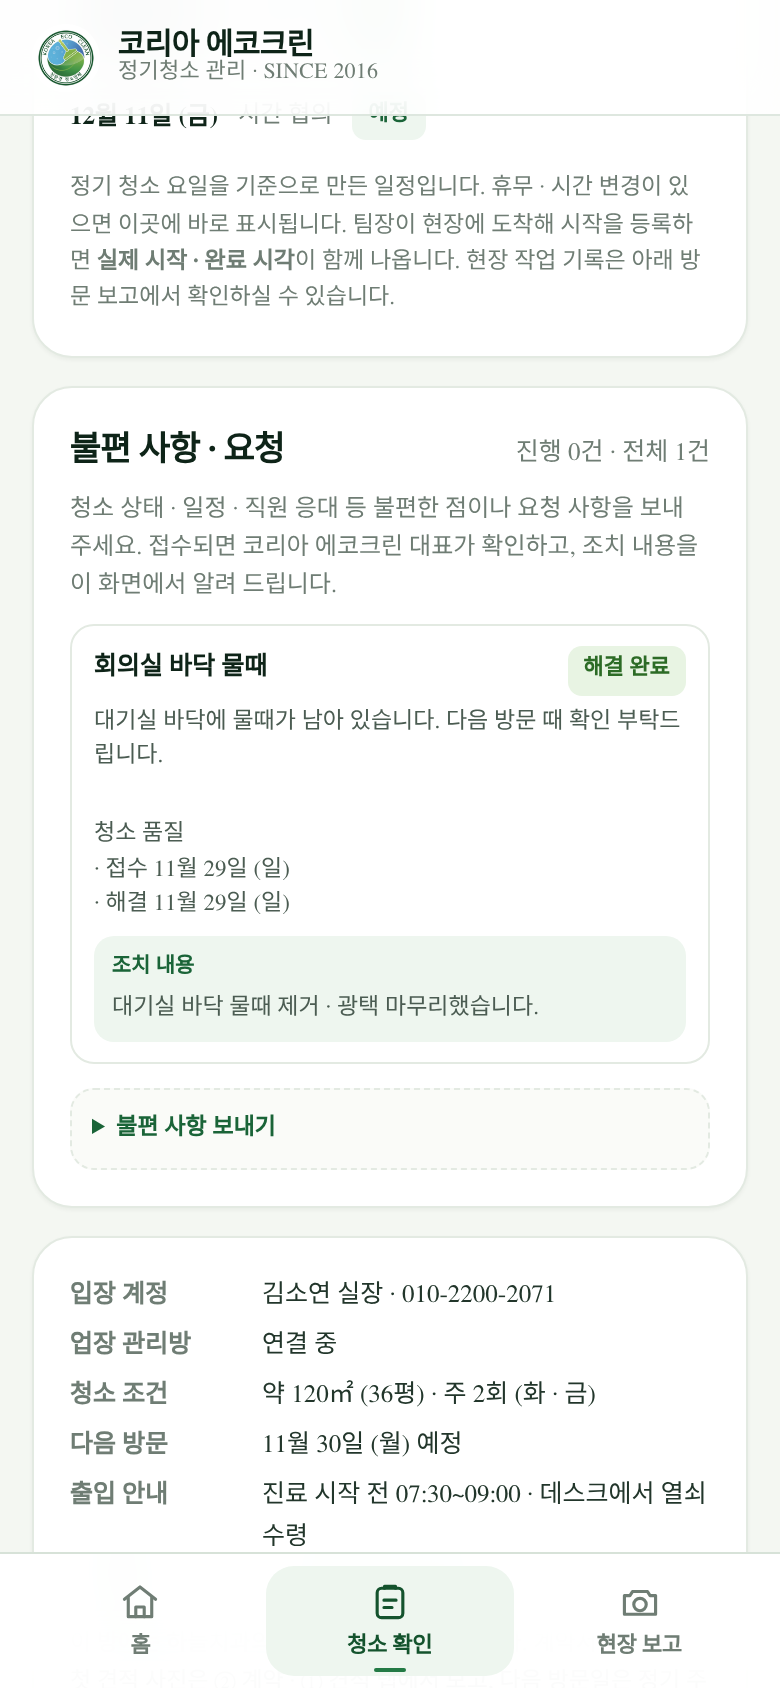 코리아 에코크린
정기청소 관리 · SINCE 2016
12월 11일 (금) 시간 협의 예정
정기 청소 요일을 기준으로 만든 일정입니다. 휴무 · 시간 변경이 있
으면 이곳에 바로 표시됩니다. 팀장이 현장에 도착해 시작을 등록하
면 실제 시작 · 완료 시각이 함께 나옵니다. 현장 작업 기록은 아래 방
문 보고에서 확인하실 수 있습니다.
불편 사항 · 요청 진행 0건 · 전체 1건
청소 상태 · 일정 · 직원 응대 등 불편한 점이나 요청 사항을 보내
주세요. 접수되면 코리아 에코크린 대표가 확인하고, 조치 내용을
이 화면에서 알려 드립니다.
회의실 바닥 물때 해결 완료
대기실 바닥에 물때가 남아 있습니다. 다음 방문 때 확인 부탁드
립니다.
청소 품질
· 접수 11월 29일 (일)
· 해결 11월 29일 (일)
조치 내용
대기실 바닥 물때 제거 · 광택 마무리했습니다.
▶ 불편 사항 보내기
입장 계정 김소연 실장 · 010-2200-2071
업장 관리방 연결 중
청소 조건 약 120㎡ (36평) · 주 2회 (화 · 금)
다음 방문 11월 30일 (월) 예정
출입 안내 진료 시작 전 07:30~09:00 · 데스크에서 열쇠
수령
홈 청소 확인 현장 보고